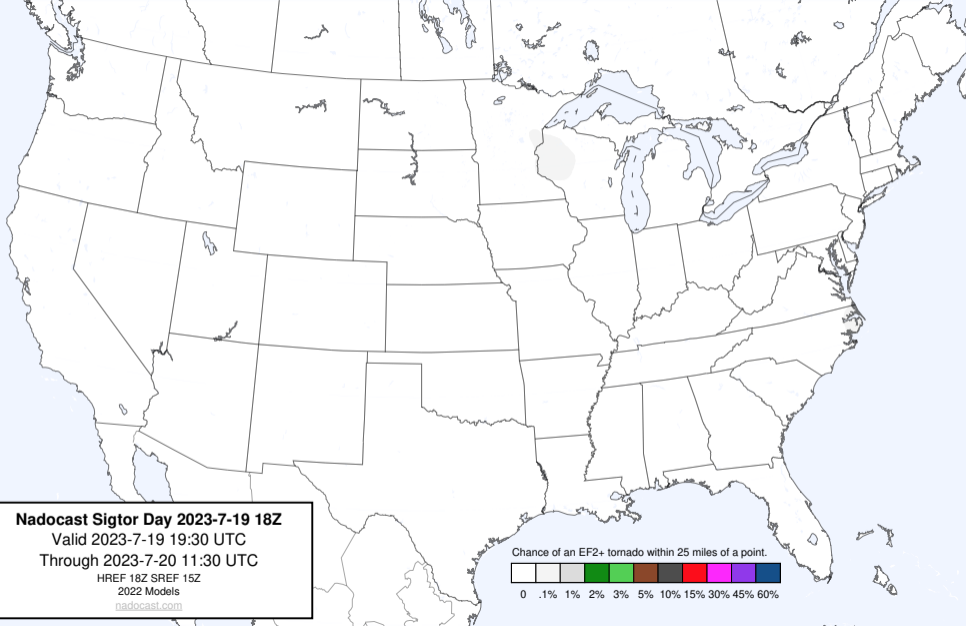 Nadocast Sigtor Day 2023-7-19 18Z
Valid 2023-7-19 19:30 UTC
Through 2023-7-20 11:30 UTC
HREF 18Z SREF 15Z
2022 Models
nadocast.com
Chance of an EF2+ tornado within 25 miles of a point.
0 .1% 1% 2% 3% 5% 10% 15% 30% 45% 60%